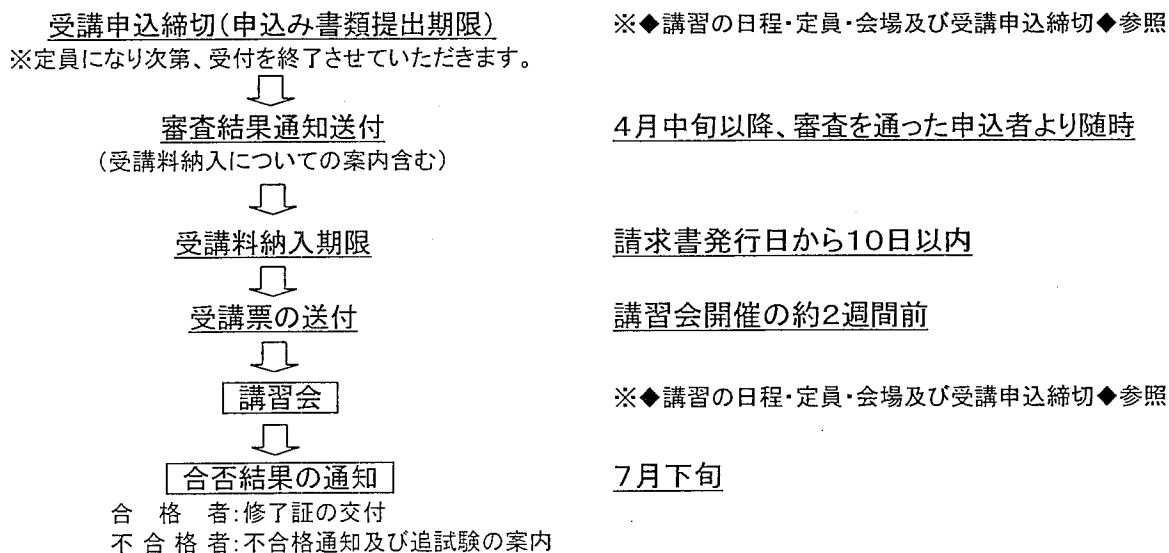 受講申込締切(申込み書類提出期限)
※◆講習の日程・定員・会場及び受講申込締切◆参照
※定員になり次第、受付を終了させていただきます。
審査結果通知送付
4月中旬以降、審査を通った申込者より随時
(受講料納入についての案内含む)
受講料納入期限
請求書発行日から10日以内
受講票の送付
講習会開催の約2週間前
講習会
※◆講習の日程・定員・会場及び受講申込締切◆参照
合否結果の通知
7月下旬
合格者:修了証の交付
不合格者:不合格通知及び追試験の案内